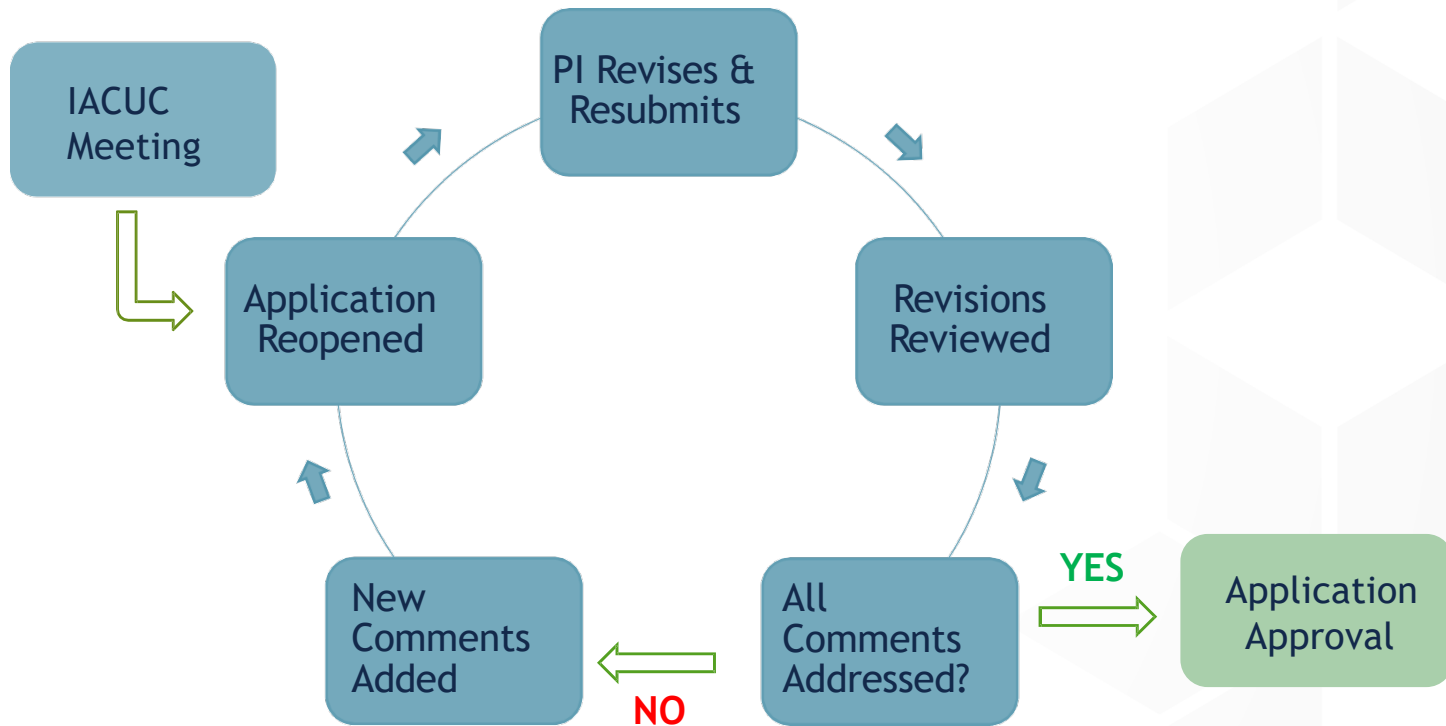 IACUC
Meeting
PI Revises &
Resubmits
Application
Reopened
Revisions
Reviewed
New
Comments
Added
NO
All
Comments
Addressed?
YES
Application
Approval